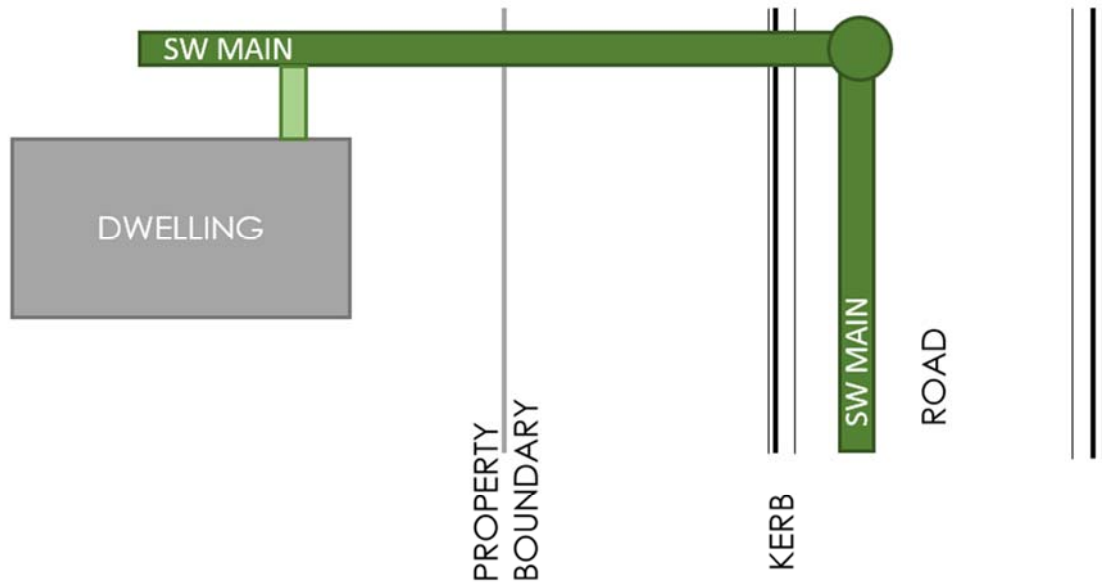 SW MAIN
DWELLING
SW MAIN
ROAD
PROPERTY
BOUNDARY
KERB